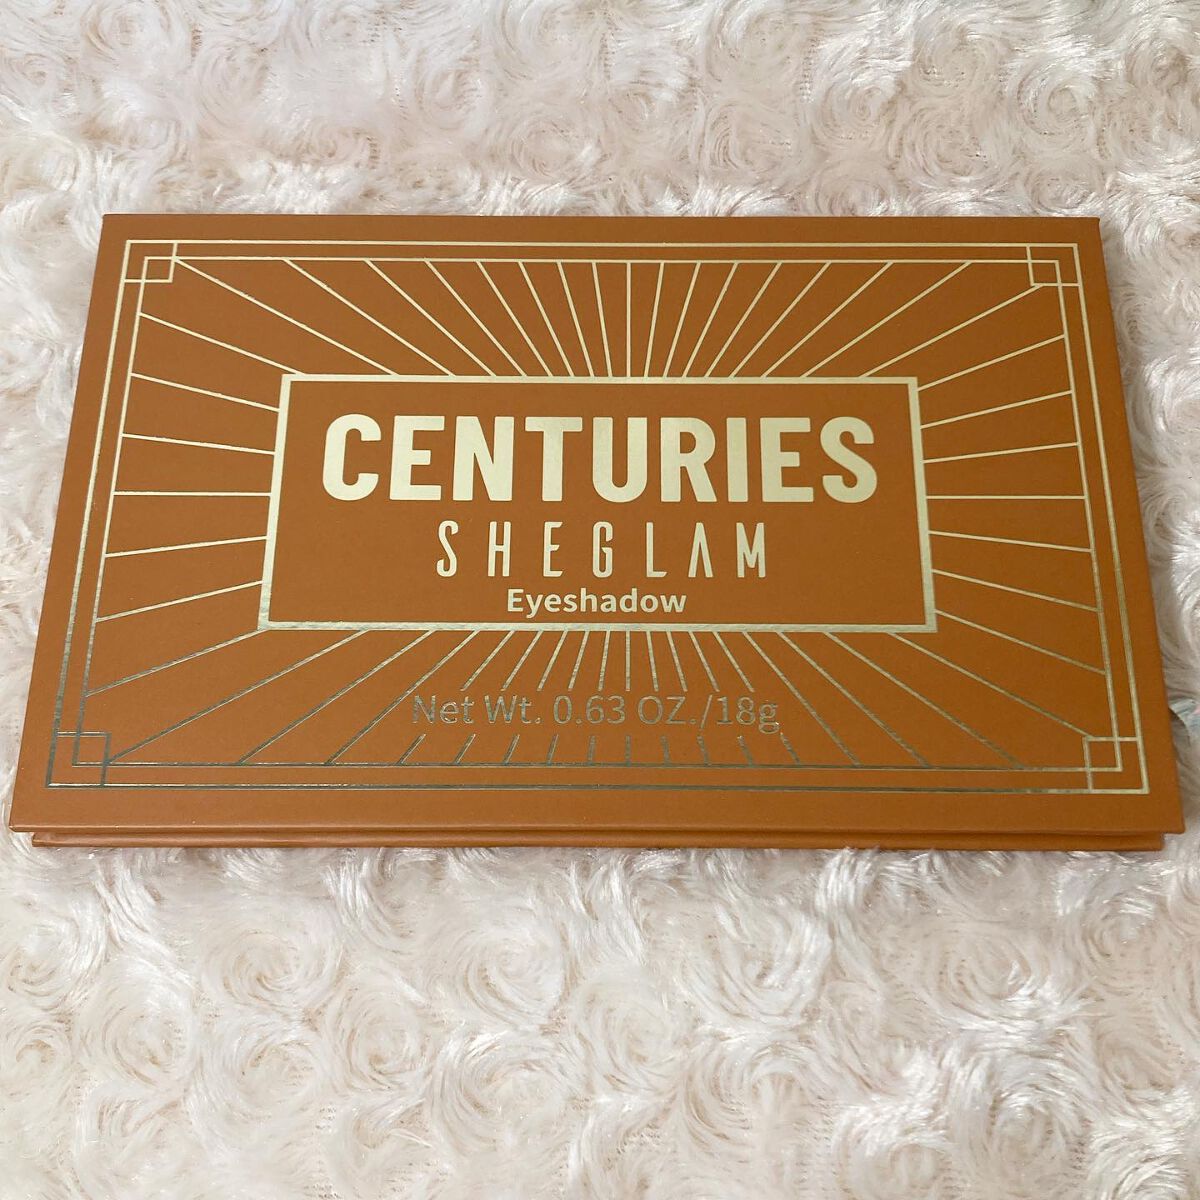 CENTURIES
SHEGLAM
Eyeshadow
Net Wt. 0.63 OZ./18g